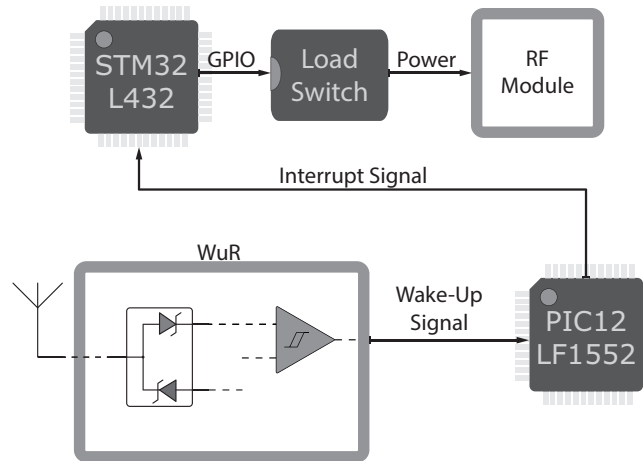 STM32
L432
GPIO
Load
Switch
Power
RF
Module
Interrupt Signal
WuR
Wake-Up
Signal
PIC12
LF1552